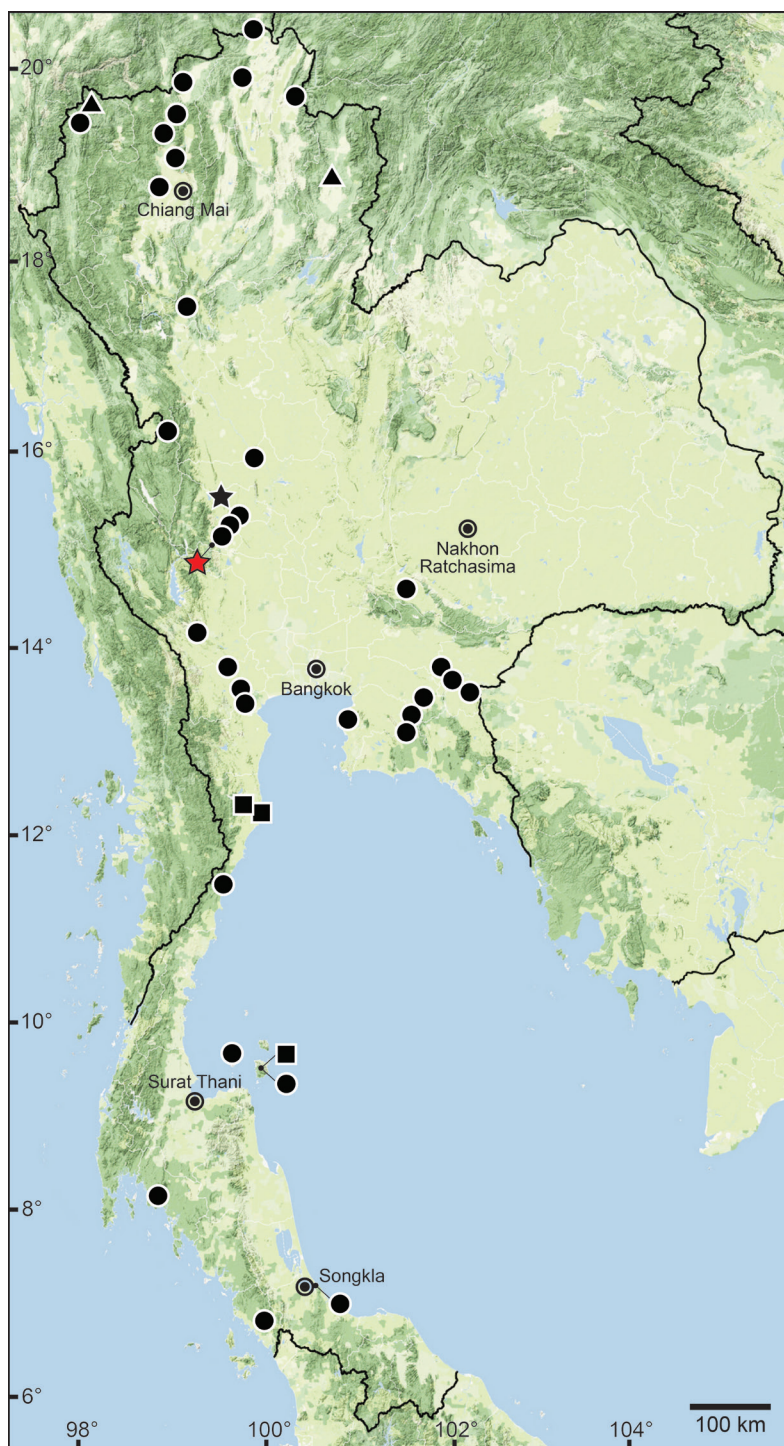 20°
Chiang Mai
18°
16°
Nakhon
Ratchasima
14°
Bangkok
12°
10°
Surat Thani
8°
Songkla
6°
100 km
98°
100°
102°
104°